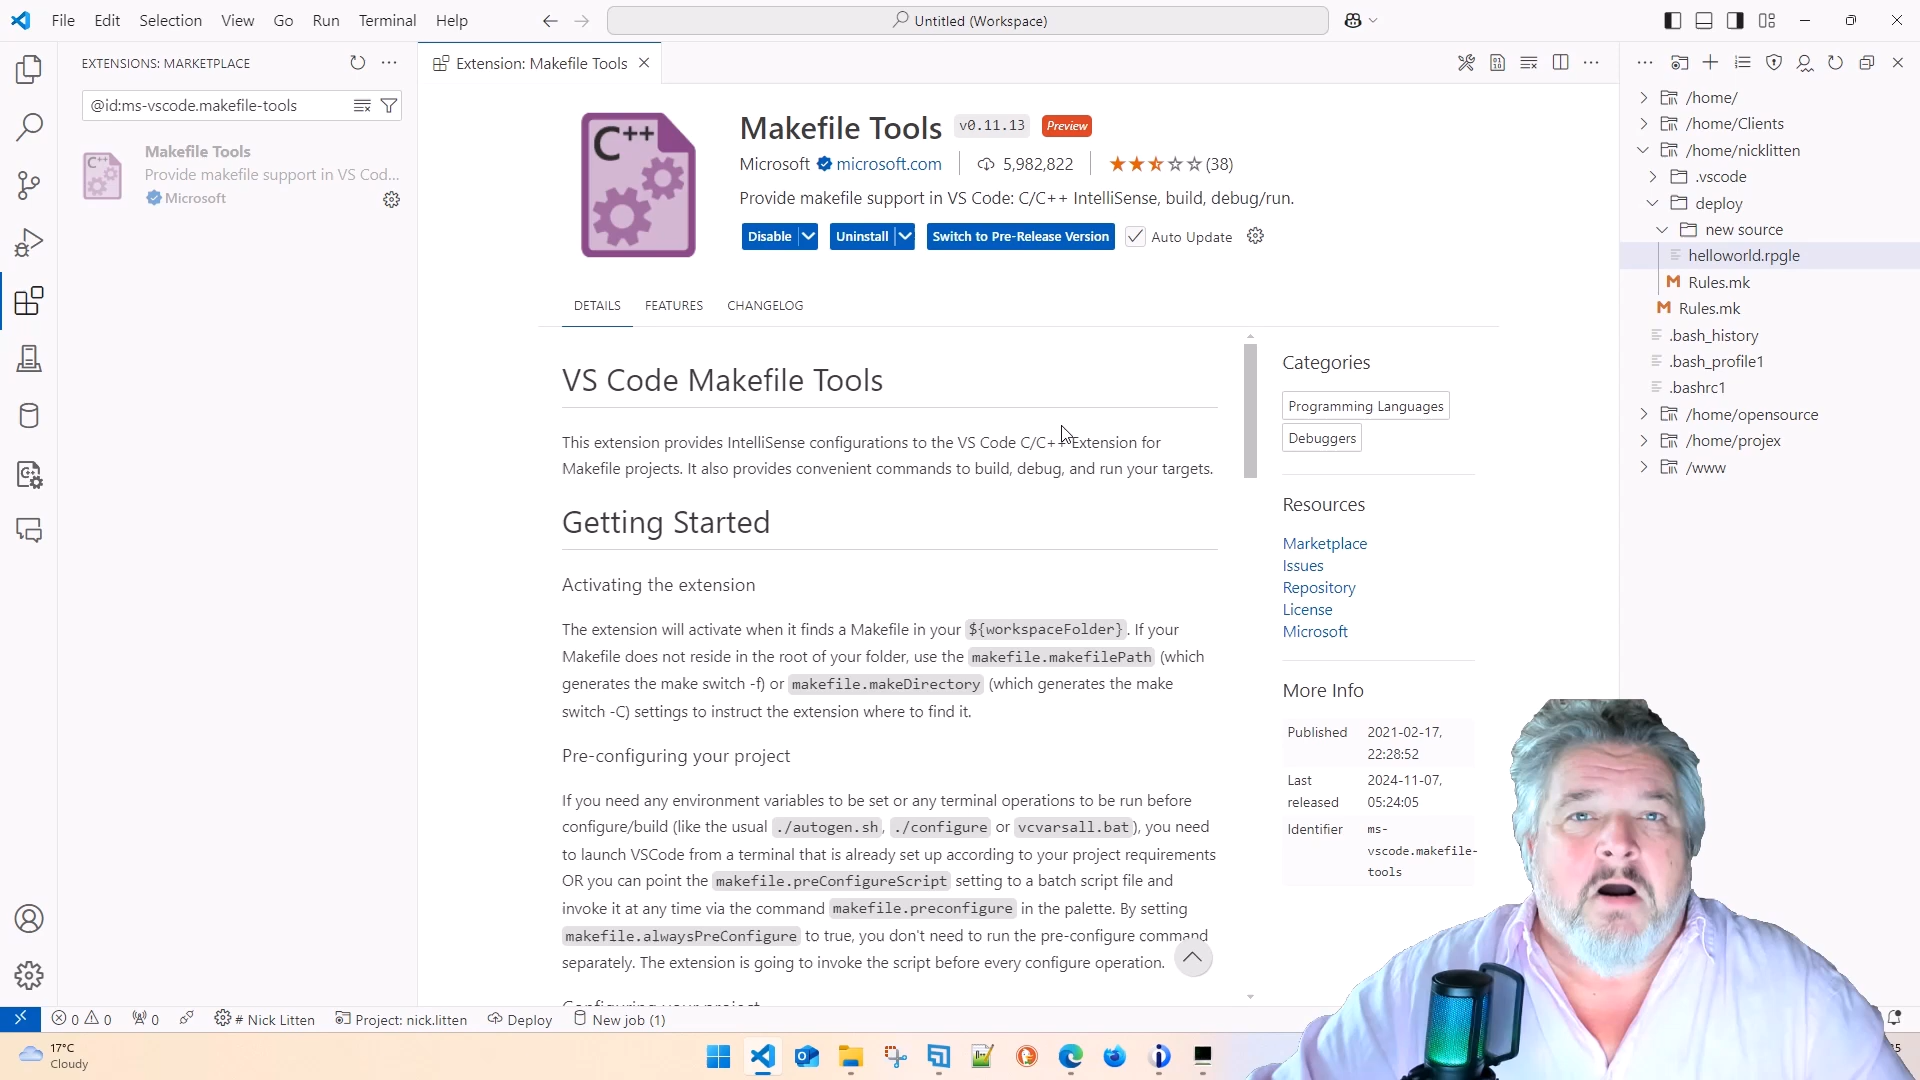 File Edit Selection View Go Run Terminal Help
Untitled (Workspace)
EXTENSIONS: MARKETPLACE
@id:ms-vscode.makefile-tools
C++
Makefile Tools
Provide makefile support in VS Cod...
Microsoft
Extension: Makefile Tools
C++
Makefile Tools v0.11.13 Preview
Microsoft microsoft.com 5,982,822 (38)
Provide makefile support in VS Code: C/C++ IntelliSense, build, debug/run.
Disable Uninstall Switch to Pre-Release Version Auto Update
DETAILS FEATURES CHANGELOG
VS Code Makefile Tools
This extension provides IntelliSense configurations to the VS Code C/C++ Extension for
Makefile projects. It also provides convenient commands to build, debug, and run your targets.
Getting Started
Activating the extension
The extension will activate when it finds a Makefile in your ${workspaceFolder}. If your
Makefile does not reside in the root of your folder, use the makefile.makefilePath (which
generates the make switch -f) or makefile.makeDirectory (which generates the make
switch -C) settings to instruct the extension where to find it.
Pre-configuring your project
If you need any environment variables to be set or any terminal operations to be run before
configure/build (like the usual ./autogen.sh, ./configure or vcvarsall.bat), you need
to launch VSCode from a terminal that is already set up according to your project requirements
OR you can point the makefile.preConfigureScript setting to a batch script file and
invoke it at any time via the command makefile.preconfigure in the palette. By setting
makefile.alwaysPreConfigure to true, you don't need to run the pre-configure command
separately. The extension is going to invoke the script before every configure operation.
Configuring your project
Categories
Programming Languages
Debuggers
Resources
Marketplace
Issues
Repository
License
Microsoft
More Info
Published 2021-02-17,
22:28:52
Last 2024-11-07,
released 05:24:05
Identifier ms-
vscode.makefile-
tools
/home/
/home/Clients
/home/nicklitten
.vscode
deploy
new source
helloworld.rpgle
M Rules.mk
M Rules.mk
.bash_history
.bash_profile1
.bashrc1
/home/opensource
/home/projex
/www
0 0 0 # Nick Litten Project: nick.litten Deploy New job (1)
17°C
Cloudy